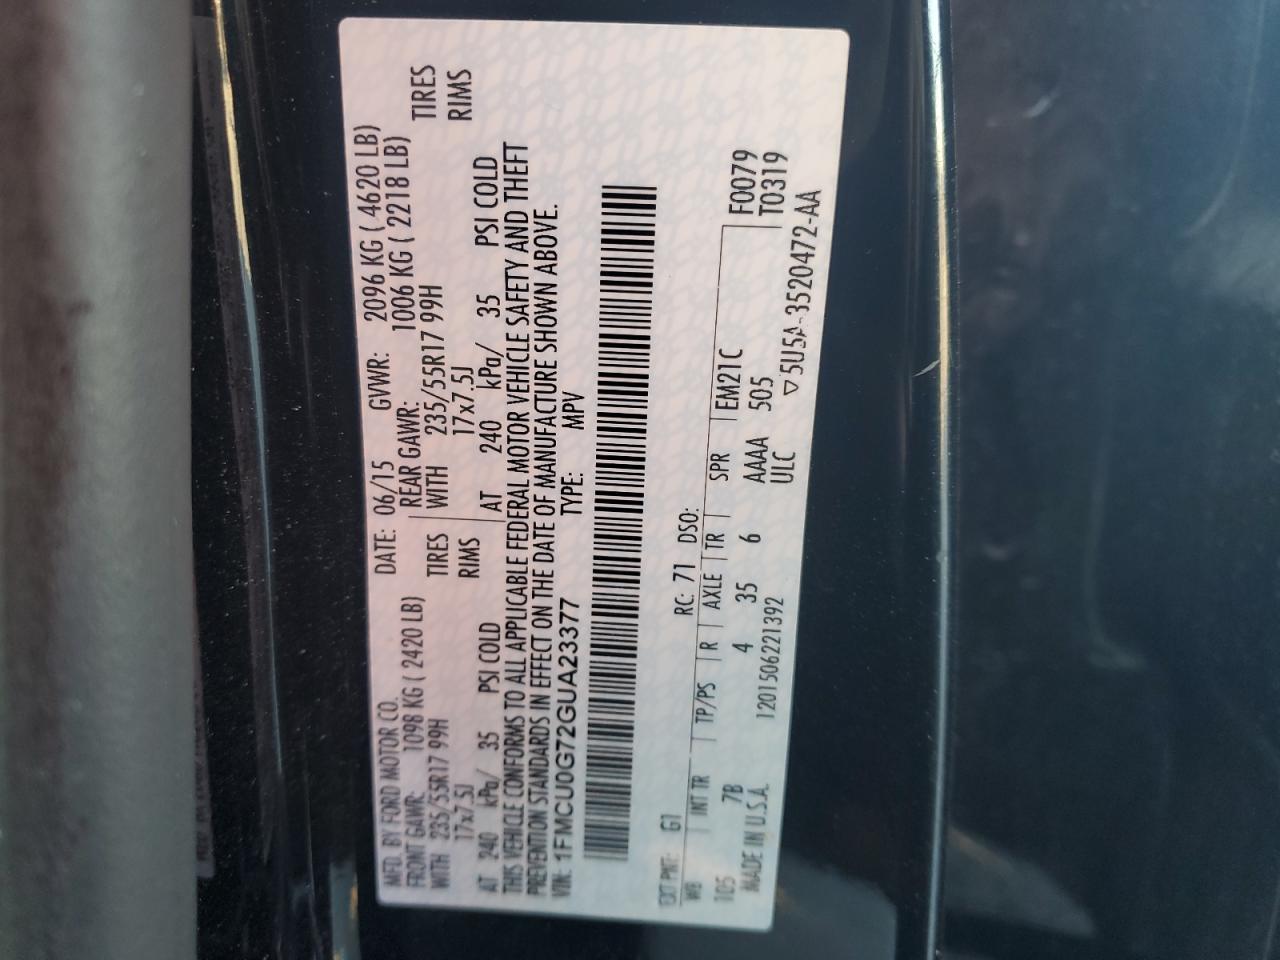 MFD. BY FORD MOTOR CO.
DATE: 06/15 GVWR: 2096 KG ( 4620 LB)
FRONT GAWR: 1098 KG ( 2420 LB) REAR GAWR: 1006 KG ( 2218 LB)
WITH 235/55R17 99H TIRES WITH 235/55R17 99H TIRES
17x7.5J RIMS 17x7.5J RIMS
AT 240 kPa/ 35 PSI COLD AT 240 kPa/ 35 PSI COLD
THIS VEHICLE CONFORMS TO ALL APPLICABLE FEDERAL MOTOR VEHICLE SAFETY AND THEFT
PREVENTION STANDARDS IN EFFECT ON THE DATE OF MANUFACTURE SHOWN ABOVE.
VIN: 1FMCU0G72GUA23377 TYPE: MPV
EXT PNT: G1 RC: 71 DSO:
WB INT TR TP/PS R AXLE TR SPR EM21C F0079
105 7B 4 35 6 AAAA 505 T0319
MADE IN U.S.A. 1201506221392 ULC
▽5U5A-3520472-AA